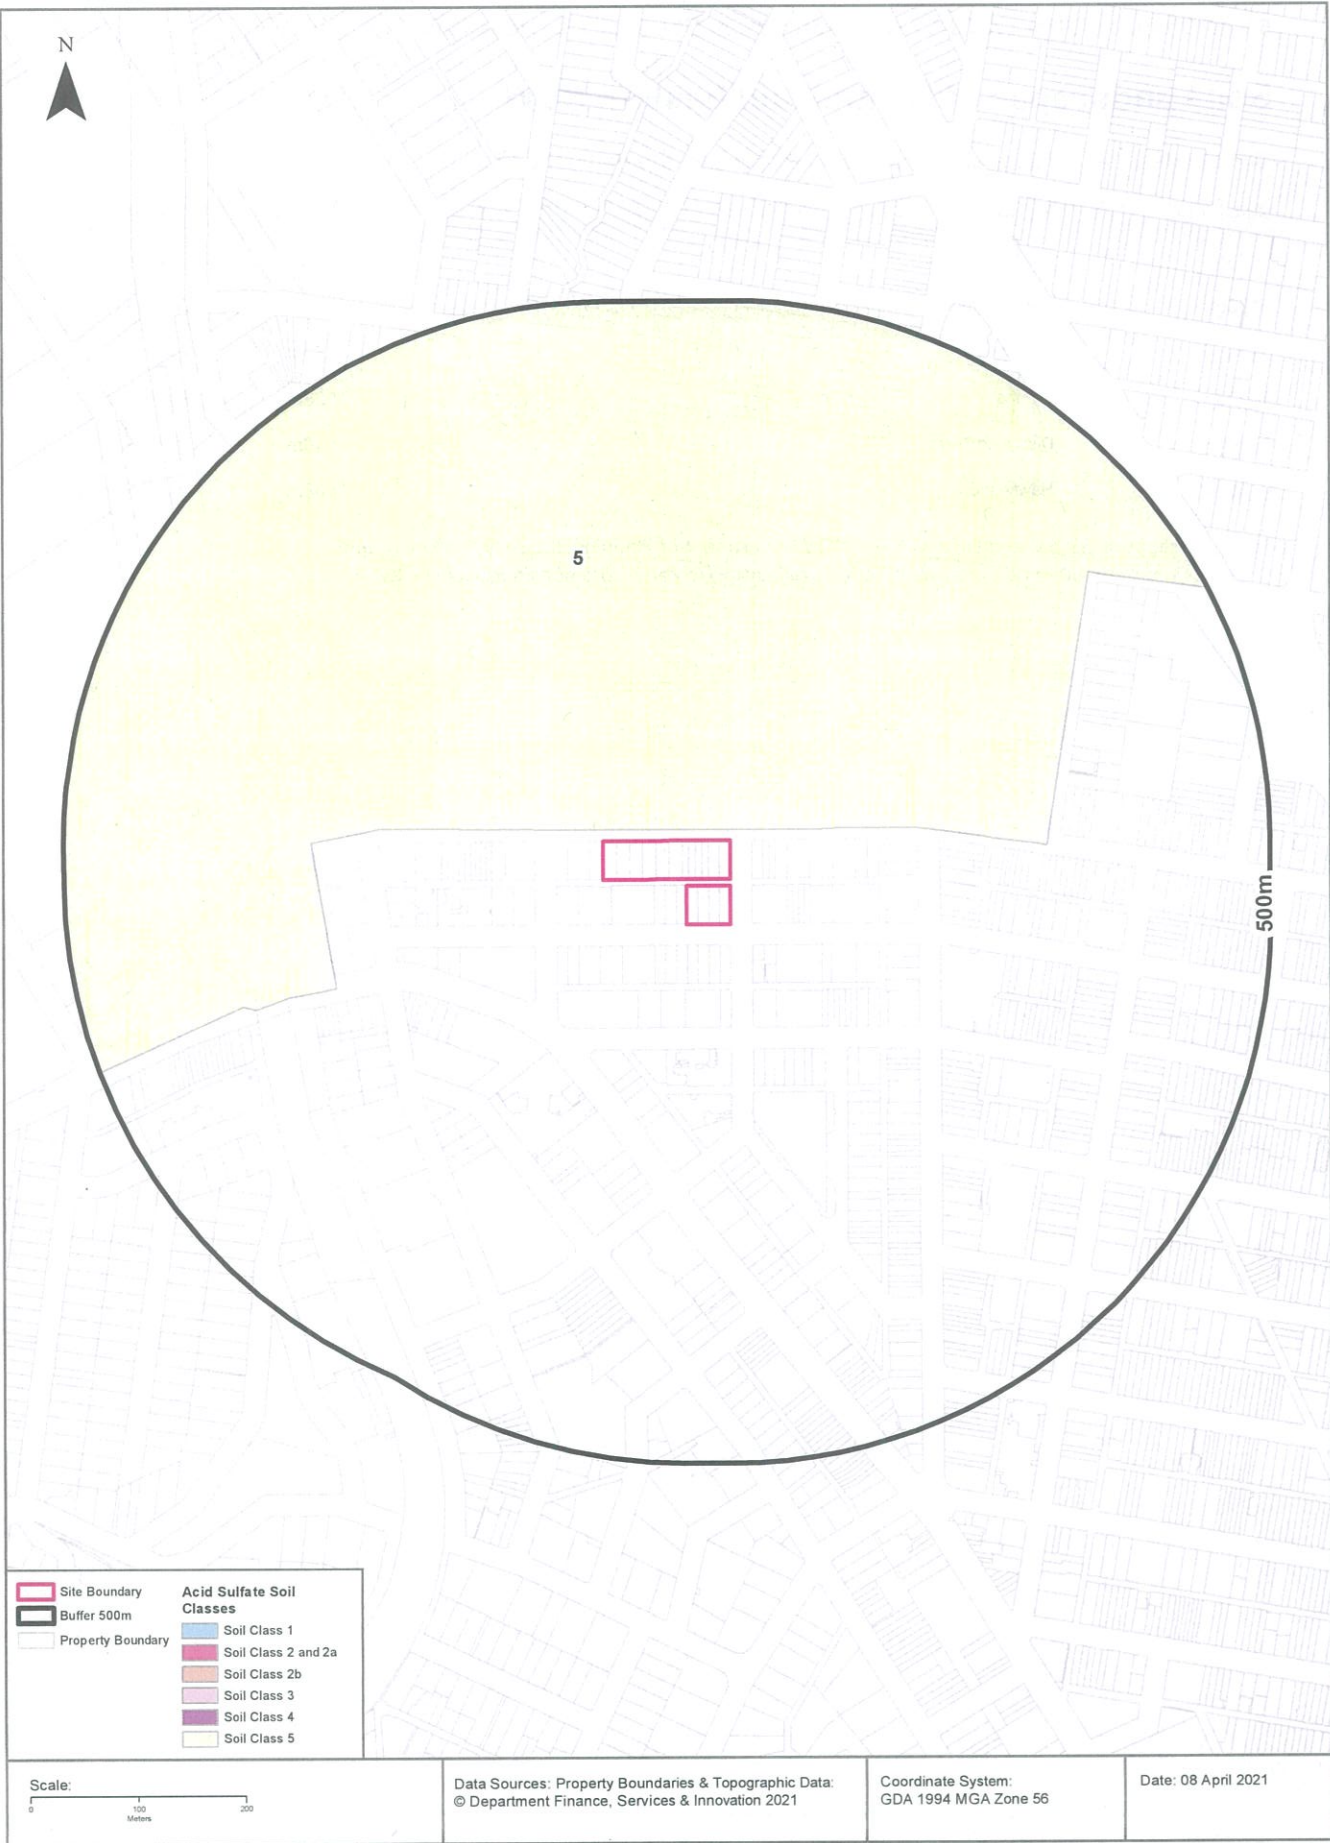 N
5
500m
Site Boundary
Buffer 500m
Property Boundary
Acid Sulfate Soil
Classes
Soil Class 1
Soil Class 2 and 2a
Soil Class 2b
Soil Class 3
Soil Class 4
Soil Class 5
Scale:
0 100 200
Meters
Data Sources: Property Boundaries & Topographic Data:
© Department Finance, Services & Innovation 2021
Coordinate System:
GDA 1994 MGA Zone 56
Date: 08 April 2021